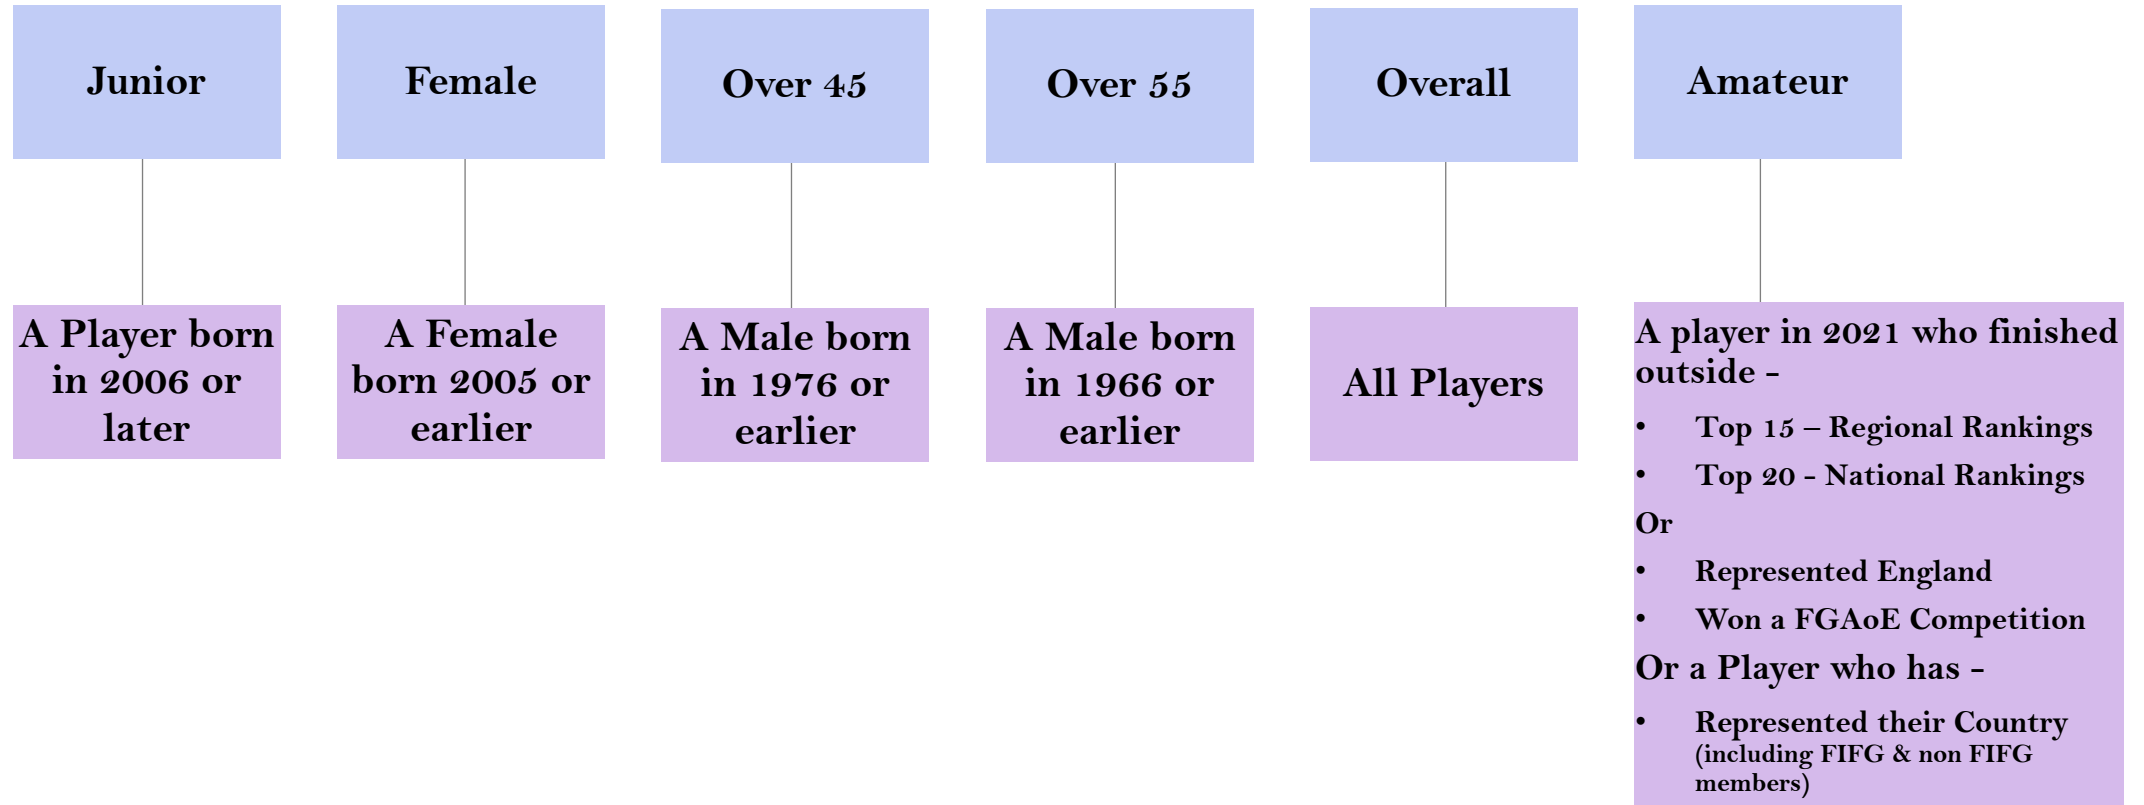 Junior
Female
Over 45
Over 55
Overall
Amateur
A Player born
in 2006 or
later
A Female
born 2005 or
earlier
A Male born
in 1976 or
earlier
A Male born
in 1966 or
earlier
All Players
A player in 2021 who finished
outside -
• Top 15 – Regional Rankings
• Top 20 - National Rankings
Or
• Represented England
• Won a FGAoE Competition
Or a Player who has -
• Represented their Country
(including FIFG & non FIFG
members)